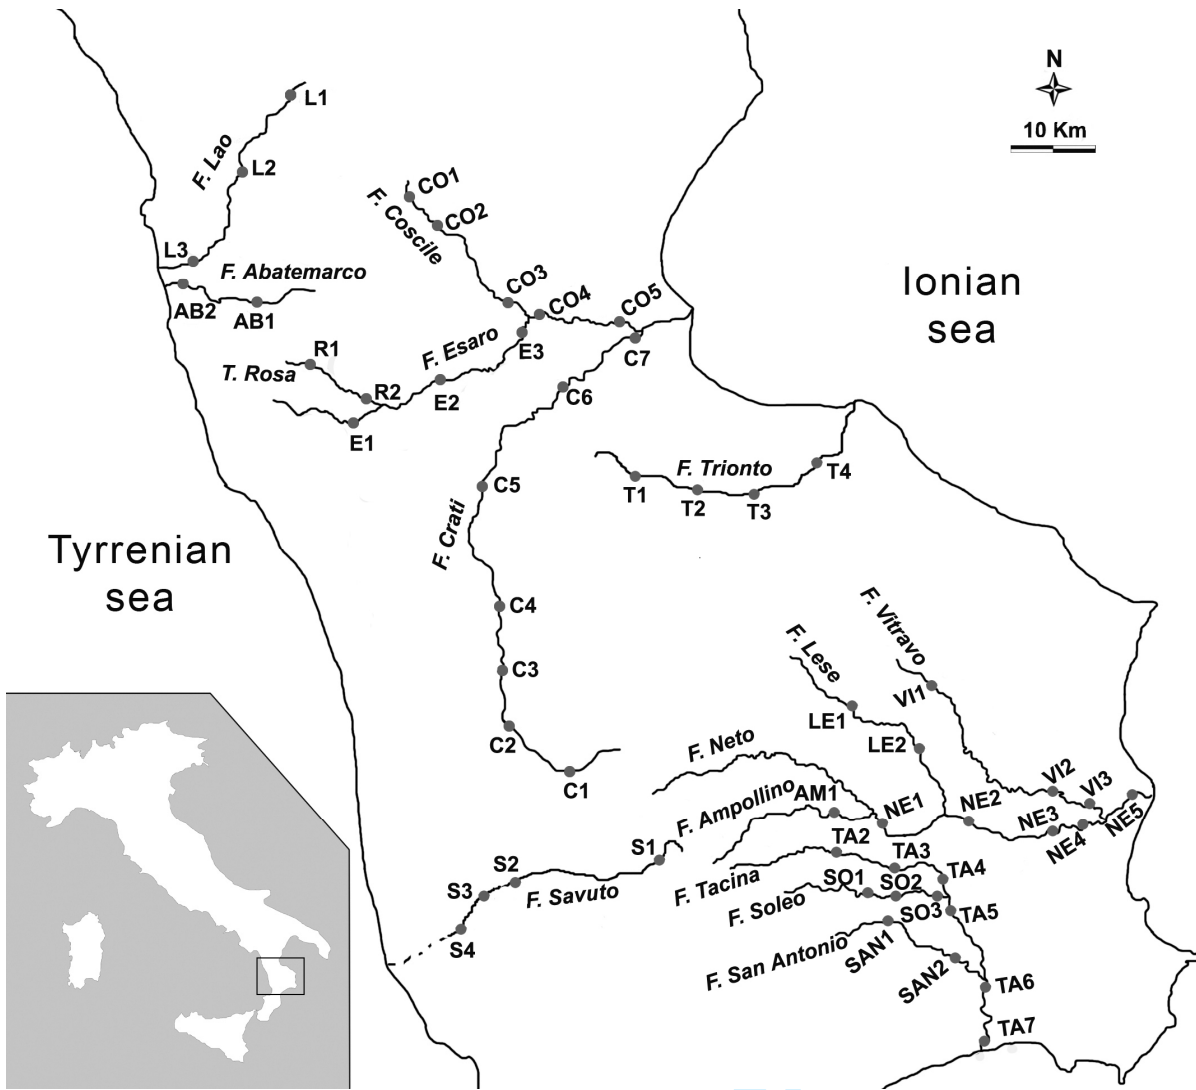 N
10 Km
L1
F. Lao
L2
L3
F. Abatemarco
AB2
AB1
CO1
F. Coscile
CO2
CO3
CO4
CO5
Ionian
sea
R1
T. Rosa
R2
F. Esaro
E3
E2
E1
C7
C6
C5
F. Crati
C4
C3
C2
C1
F. Trionto
T1
T2
T3
T4
Tyrrenian
sea
F. Vitravo
F. Lese
VI1
LE1
LE2
VI2
VI3
F. Neto
F. Ampollino
AM1
NE1
NE2
NE3
NE4
NE5
S1
S2
S3
F. Savuto
S4
F. Tacina
TA2
TA3
TA4
F. Soleo
SO1
SO2
SO3
TA5
F. San Antonio
SAN1
SAN2
TA6
TA7